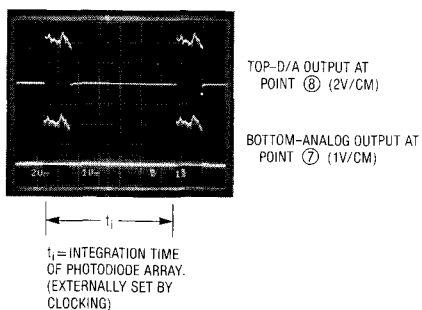 TOP–D/A OUTPUT AT
POINT ⑧ (2V/CM)
BOTTOM–ANALOG OUTPUT AT
POINT ⑦ (1V/CM)
tᵢ
tᵢ=INTEGRATION TIME
OF PHOTODIODE ARRAY.
(EXTERNALLY SET BY
CLOCKING)